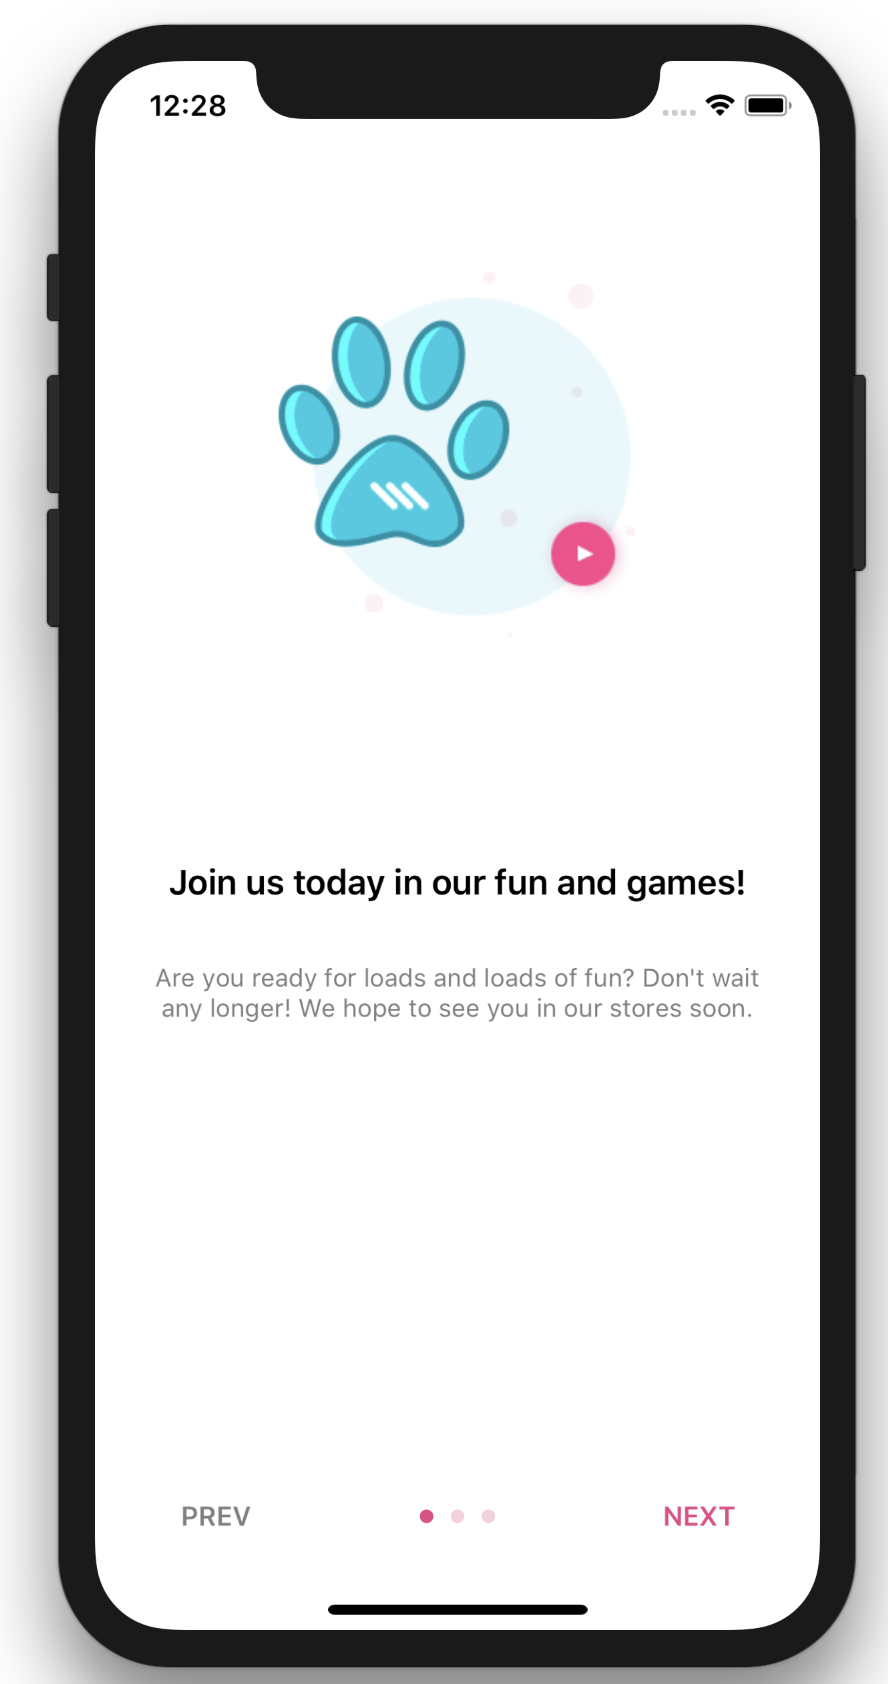 12:28
Join us today in our fun and games!
Are you ready for loads and loads of fun? Don't wait
any longer! We hope to see you in our stores soon.
PREV
NEXT